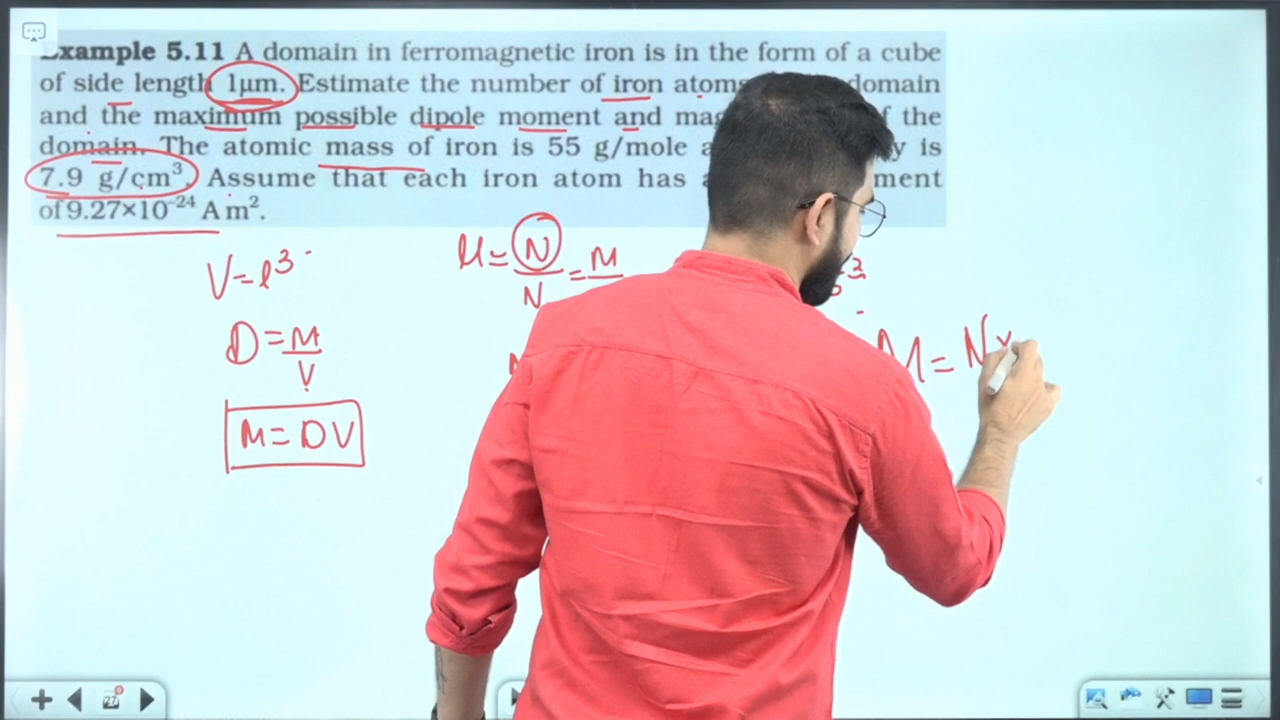 Example 5.11 A domain in ferromagnetic iron is in the form of a cube
of side length 1μm. Estimate the number of iron atoms domain
and the maximum possible dipole moment and of the
domain. The atomic mass of iron is 55 g/mole is
7.9 g/cm³. Assume that each iron atom has
of 9.27×10⁻²⁴ A m².
V=l³
D=M/V
M=DV
N
N
= M
3
M = N×
27